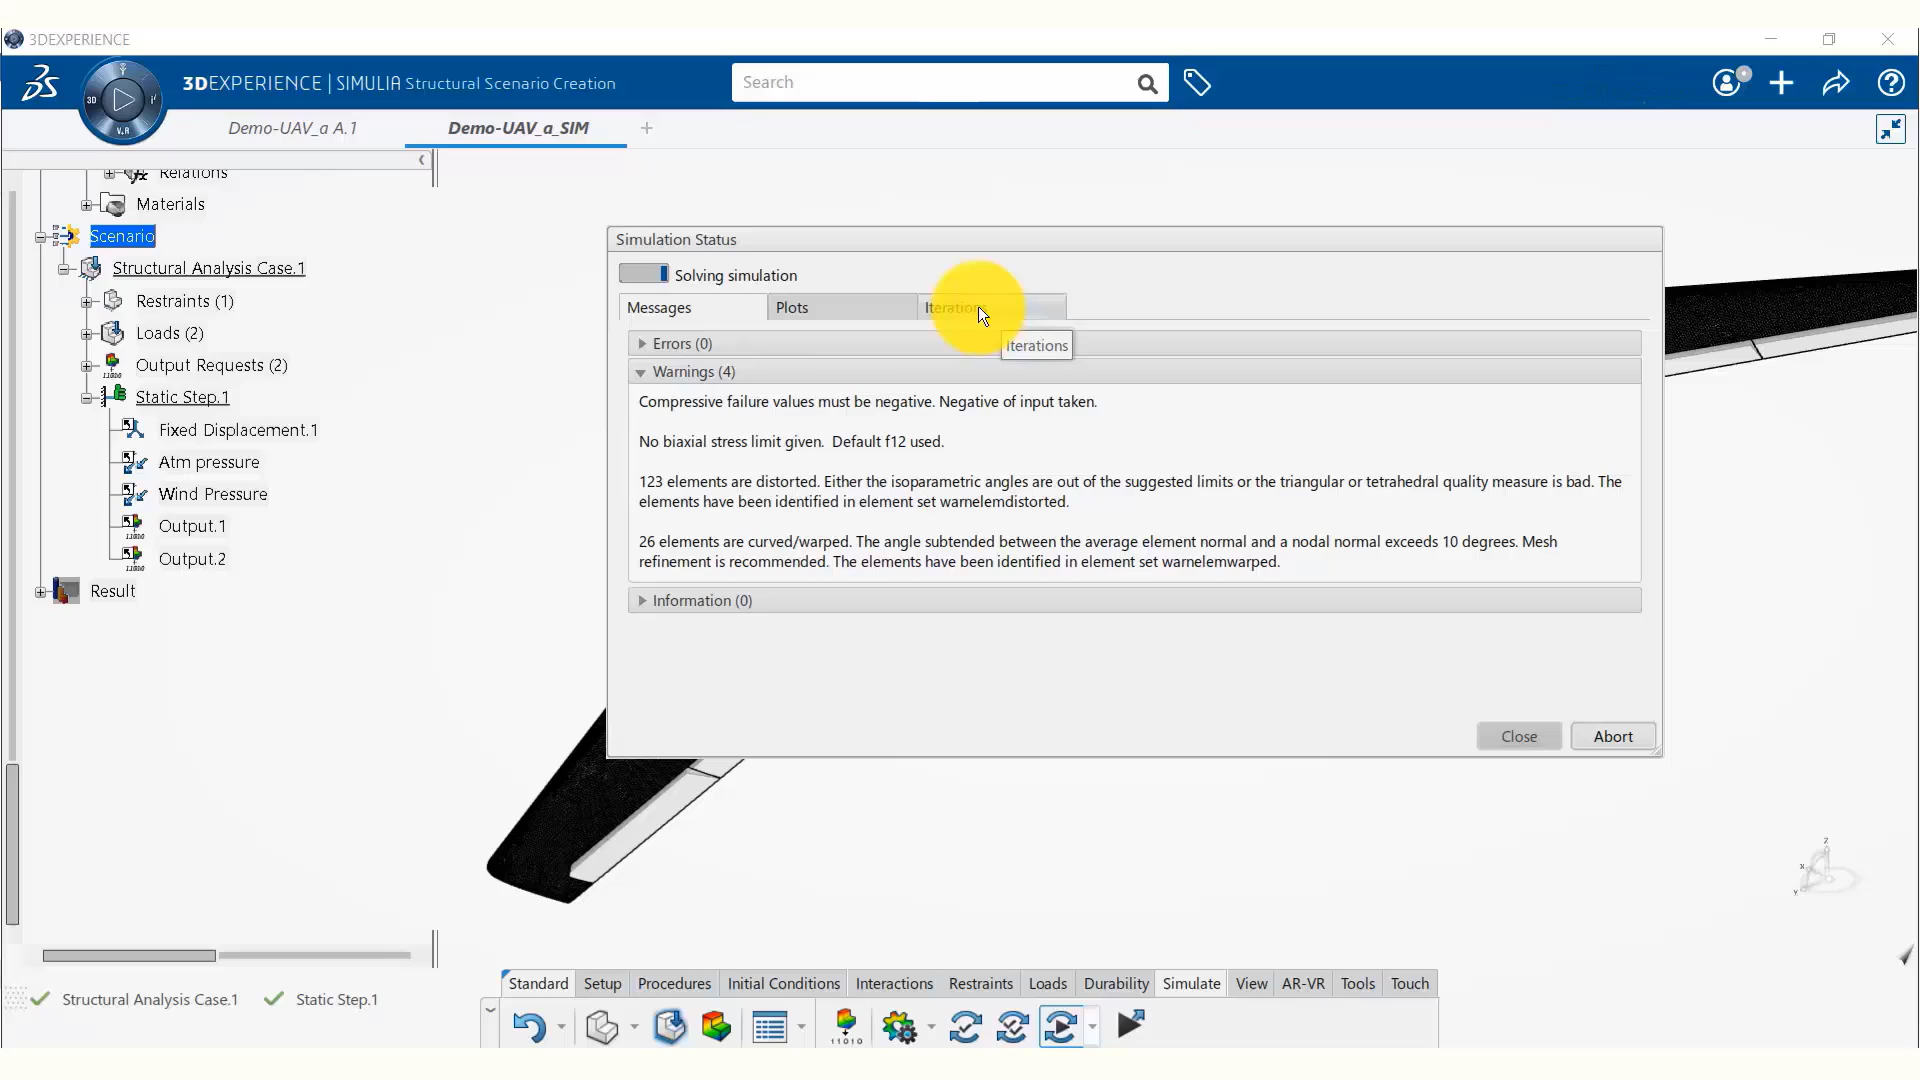 3DEXPERIENCE
3DEXPERIENCE | SIMULIA Structural Scenario Creation
Search
3D
V.R
Demo-UAV_a A.1
Demo-UAV_a_SIM
Relations
Materials
Scenario
Structural Analysis Case.1
Restraints (1)
Loads (2)
Output Requests (2)
Static Step.1
Fixed Displacement.1
Atm pressure
Wind Pressure
Output.1
Output.2
Result
Simulation Status
Solving simulation
Messages
Plots
Iterations
Iterations
Errors (0)
Warnings (4)
Compressive failure values must be negative. Negative of input taken.
No biaxial stress limit given.  Default f12 used.
123 elements are distorted. Either the isoparametric angles are out of the suggested limits or the triangular or tetrahedral quality measure is bad. The
elements have been identified in element set warnelemdistorted.
26 elements are curved/warped. The angle subtended between the average element normal and a nodal normal exceeds 10 degrees. Mesh
refinement is recommended. The elements have been identified in element set warnelemwarped.
Information (0)
Close
Abort
Z
X
Y
Standard
Setup
Procedures
Initial Conditions
Interactions
Restraints
Loads
Durability
Simulate
View
AR-VR
Tools
Touch
Structural Analysis Case.1
Static Step.1
11010